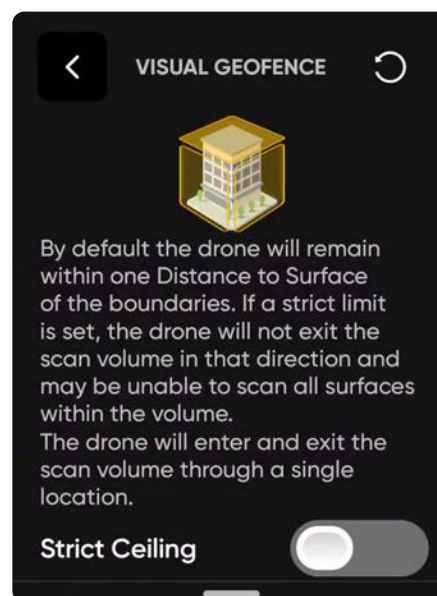 VISUAL GEOFENCE
By default the drone will remain
within one Distance to Surface
of the boundaries. If a strict limit
is set, the drone will not exit the
scan volume in that direction and
may be unable to scan all surfaces
within the volume.
The drone will enter and exit the
scan volume through a single
location.
Strict Ceiling